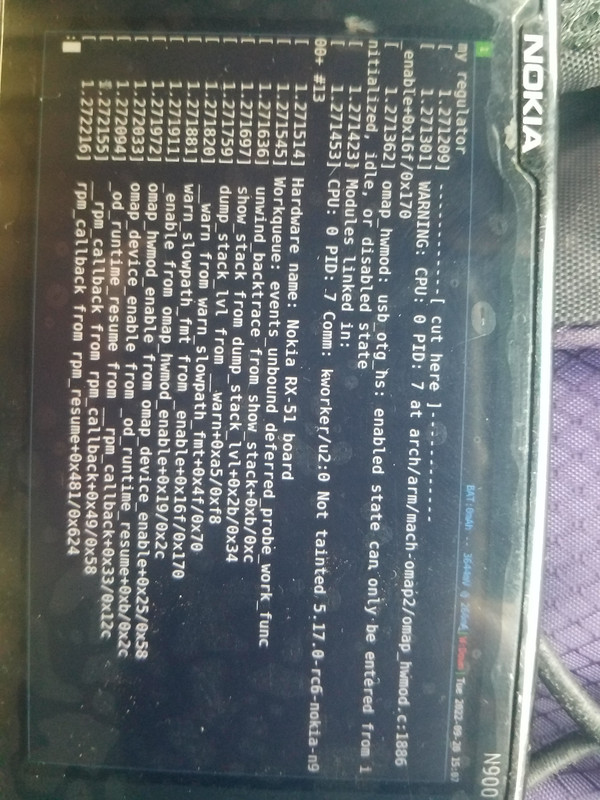 NOKIA
N900
Tue 2022-06-28 15:07
my regulator
[    1.271209] ------------[ cut here ]------------
[    1.271301] WARNING: CPU: 0 PID: 7 at arch/arm/mach-omap2/omap_hwmod.c:1886
_enable+0x16f/0x170
[    1.271362] omap_hwmod: usb_otg_hs: enabled state can only be entered from i
nitialized, idle, or disabled state
[    1.271423] Modules linked in:
[    1.271453] CPU: 0 PID: 7 Comm: kworker/u2:0 Not tainted 5.17.0-rc6-nokia-n9
00+ #13
[    1.271514] Hardware name: Nokia RX-51 board
[    1.271545] Workqueue: events_unbound deferred_probe_work_func
[    1.271636]  unwind_backtrace from show_stack+0xb/0xc
[    1.271697]  show_stack from dump_stack_lvl+0x2b/0x34
[    1.271759]  dump_stack_lvl from __warn+0xa5/0xf8
[    1.271820]  __warn from warn_slowpath_fmt+0x4f/0x70
[    1.271881]  warn_slowpath_fmt from _enable+0x16f/0x170
[    1.271911]  _enable from omap_hwmod_enable+0x19/0x2c
[    1.271972]  omap_hwmod_enable from omap_device_enable+0x25/0x58
[    1.272033]  omap_device_enable from _od_runtime_resume+0xb/0x2c
[    1.272094]  _od_runtime_resume from __rpm_callback+0x33/0x12c
[    1.272155]  __rpm_callback from rpm_callback+0x49/0x58
[    1.272216]  rpm_callback from rpm_resume+0x481/0x624
: